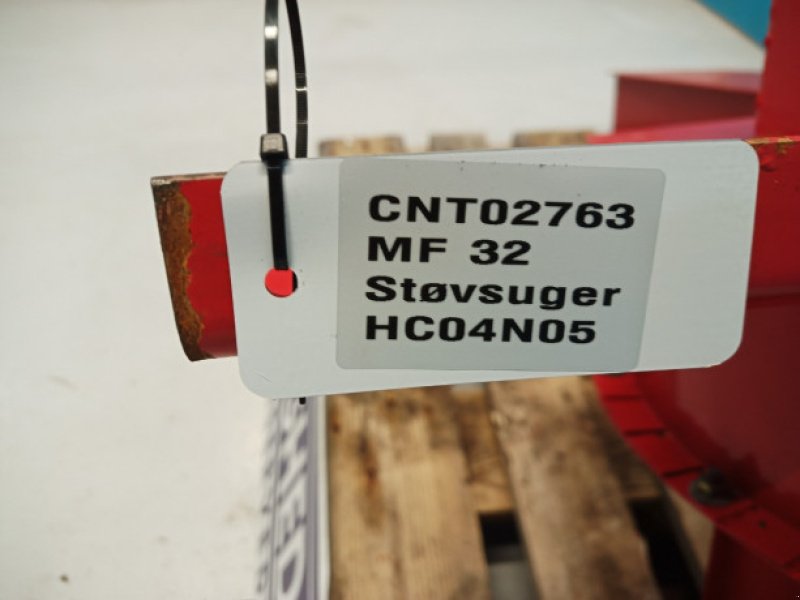 CNT02763
MF 32
Støvsuger
HC04N05